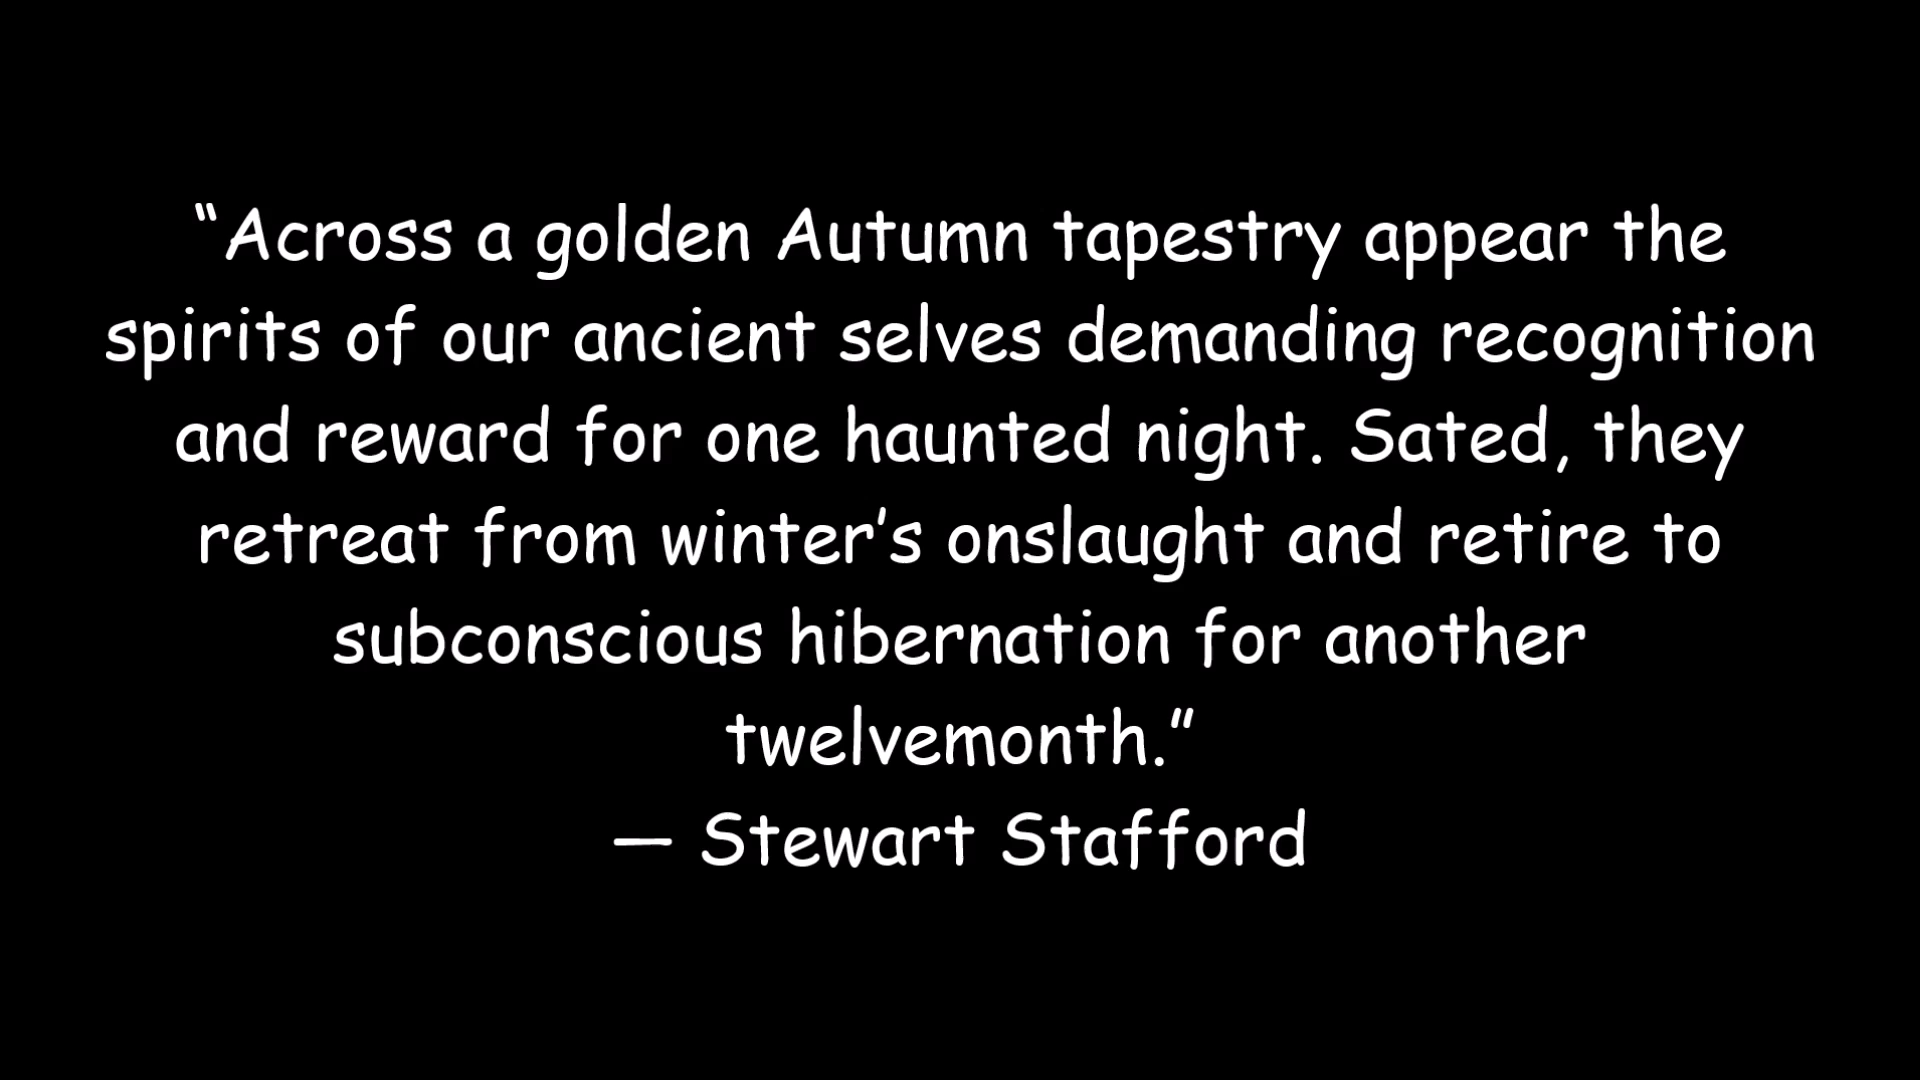 “Across a golden Autumn tapestry appear the
spirits of our ancient selves demanding recognition
and reward for one haunted night. Sated, they
retreat from winter’s onslaught and retire to
subconscious hibernation for another
twelvemonth.”
— Stewart Stafford